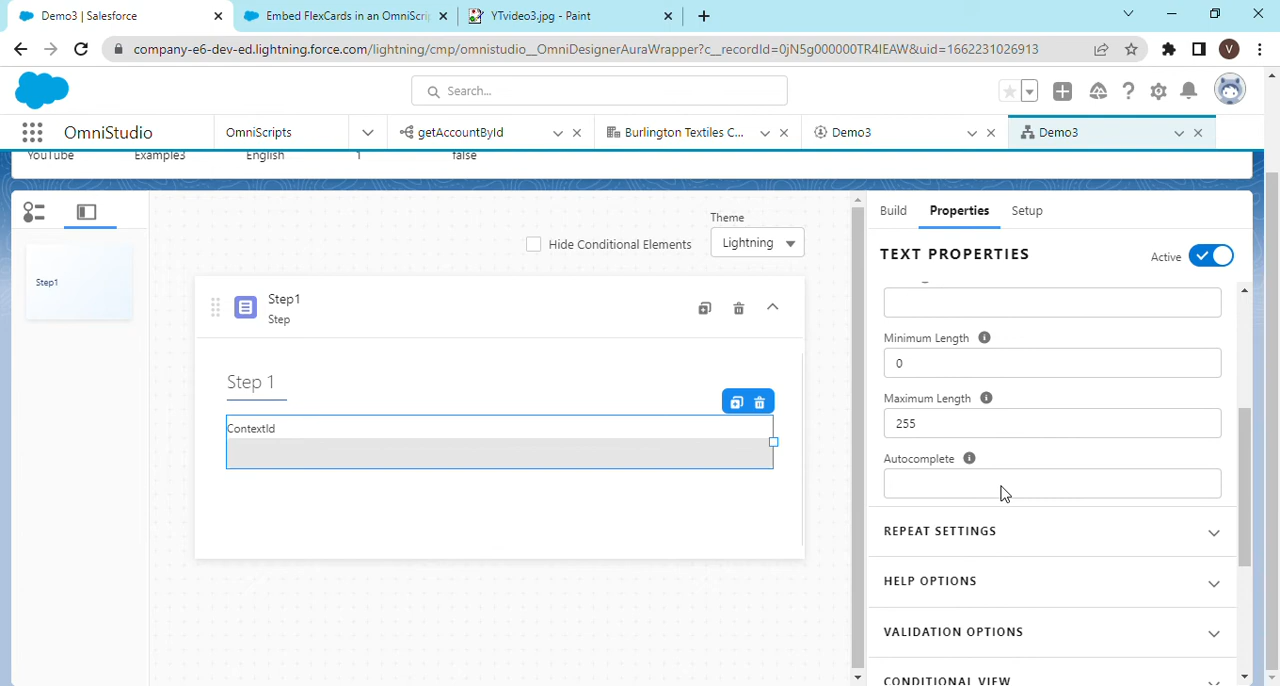 Demo3 | Salesforce
Embed FlexCards in an OmniScrip
YTvideo3.jpg - Paint
company-e6-dev-ed.lightning.force.com/lightning/cmp/omnistudio__OmniDesignerAuraWrapper?c__recordId=0jN5g000000TR4IEAW&uid=1662231026913
V
Search...
OmniStudio
OmniScripts
getAccountById
Burlington Textiles C...
Demo3
Demo3
YouTube Example3 English 1 false
Theme
Hide Conditional Elements
Lightning
Step1
Step1
Step
Step 1
ContextId
Build Properties Setup
TEXT PROPERTIES
Active
Minimum Length
0
Maximum Length
255
Autocomplete
REPEAT SETTINGS
HELP OPTIONS
VALIDATION OPTIONS
CONDITIONAL VIEW